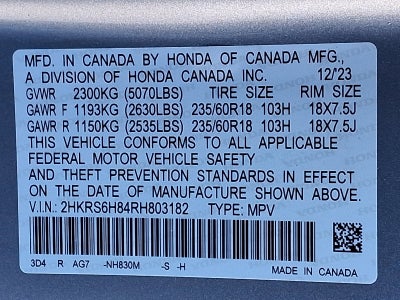 MFD. IN CANADA BY HONDA OF CANADA MFG.,
A DIVISION OF HONDA CANADA INC. 12/23
GVWR 2300KG (5070LBS) TIRE SIZE RIM SIZE
GAWR F 1193KG (2630LBS) 235/60R18 103H 18X7.5J
GAWR R 1150KG (2535LBS) 235/60R18 103H 18X7.5J
THIS VEHICLE CONFORMS TO ALL APPLICABLE
FEDERAL MOTOR VEHICLE SAFETY
AND THEFT PREVENTION STANDARDS IN EFFECT
ON THE DATE OF MANUFACTURE SHOWN ABOVE.
V.I.N.: 2HKRS6H84RH803182 TYPE: MPV
3D4 R AG7 -NH830M -S -H MADE IN CANADA